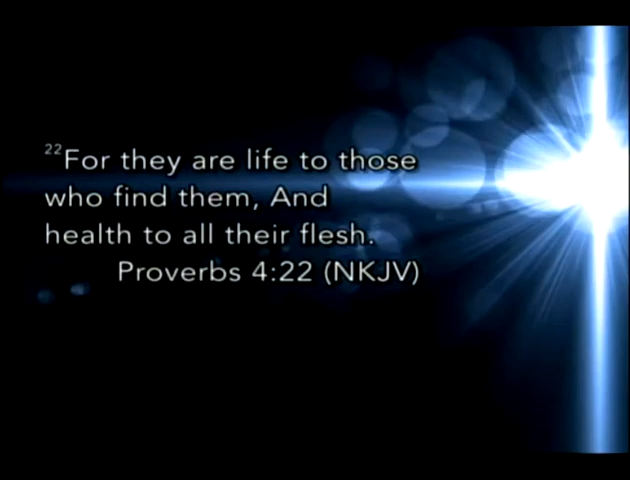 ²²For they are life to those
who find them, And
health to all their flesh.
Proverbs 4:22 (NKJV)